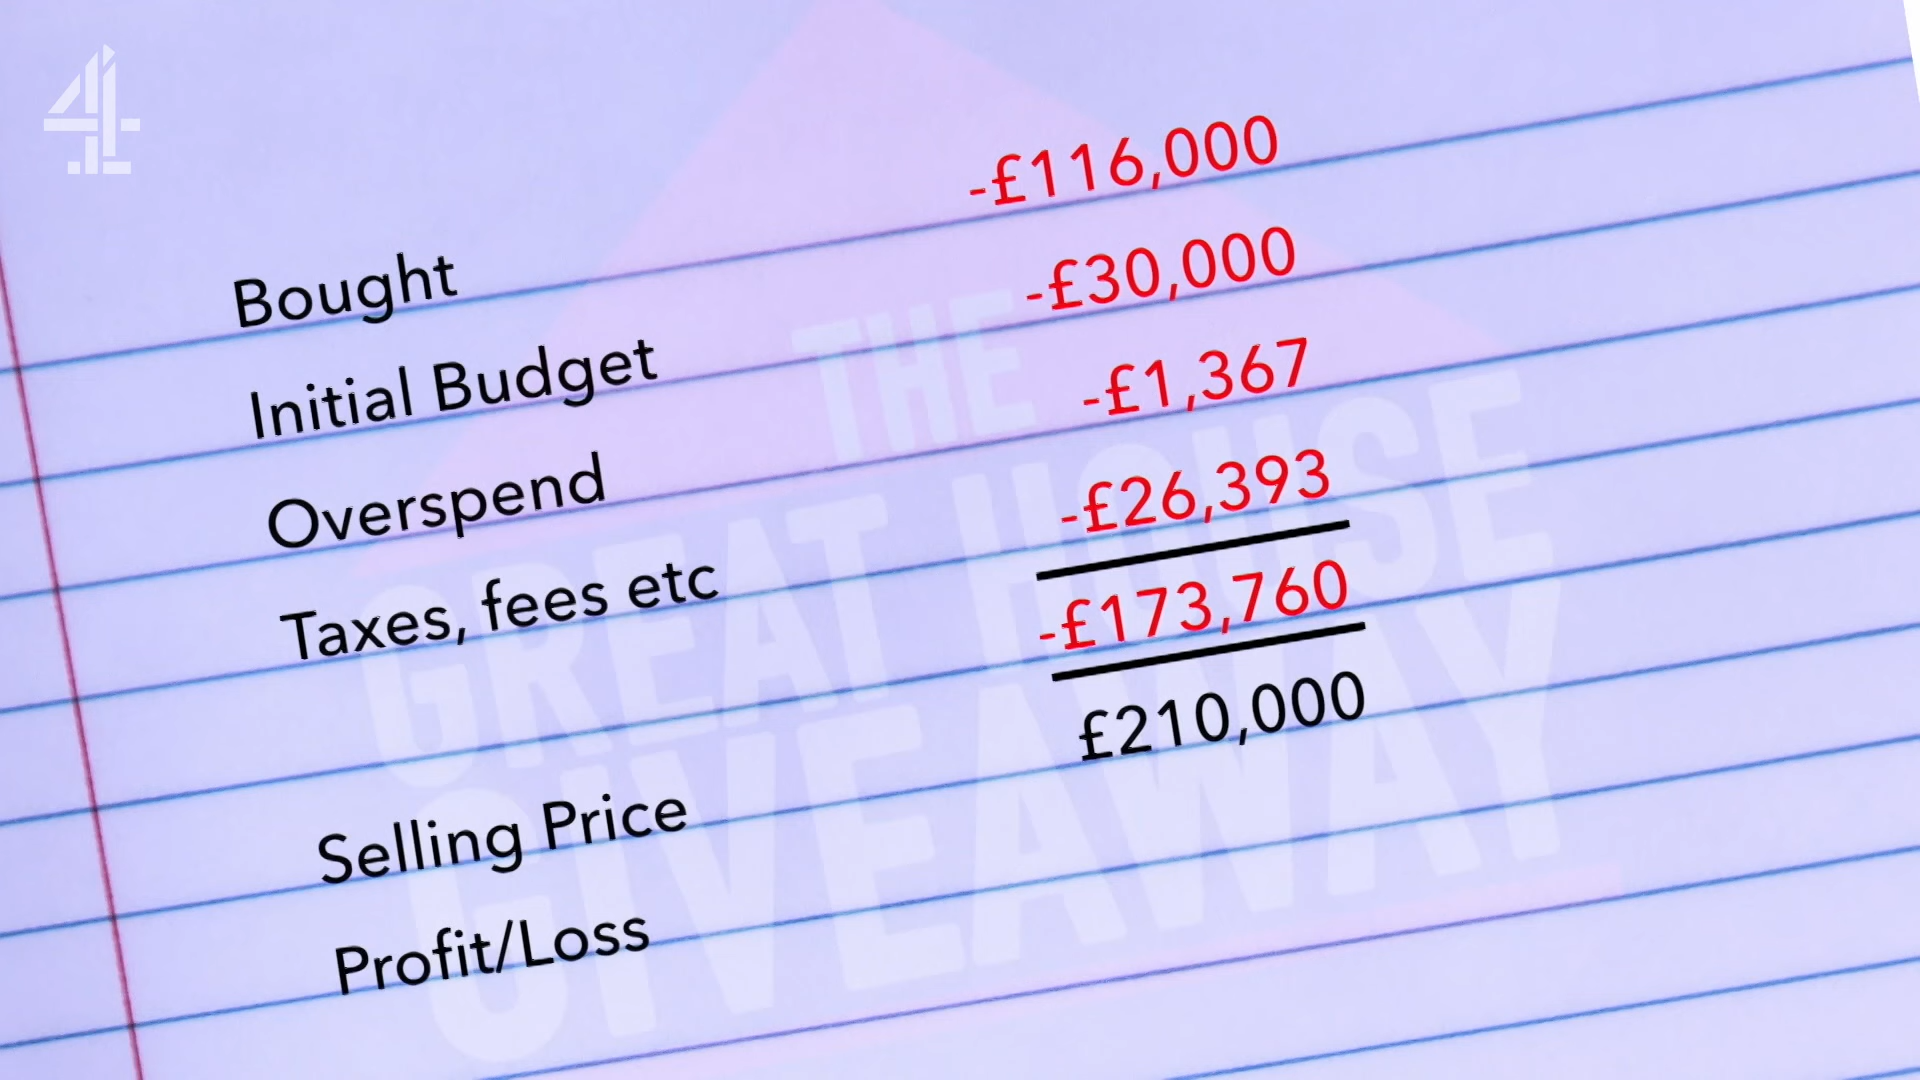 4
Bought -£116,000
Initial Budget -£30,000
Overspend -£1,367
Taxes, fees etc -£26,393
-£173,760
Selling Price £210,000
Profit/Loss
THE
GREAT HOUSE
GIVEAWAY